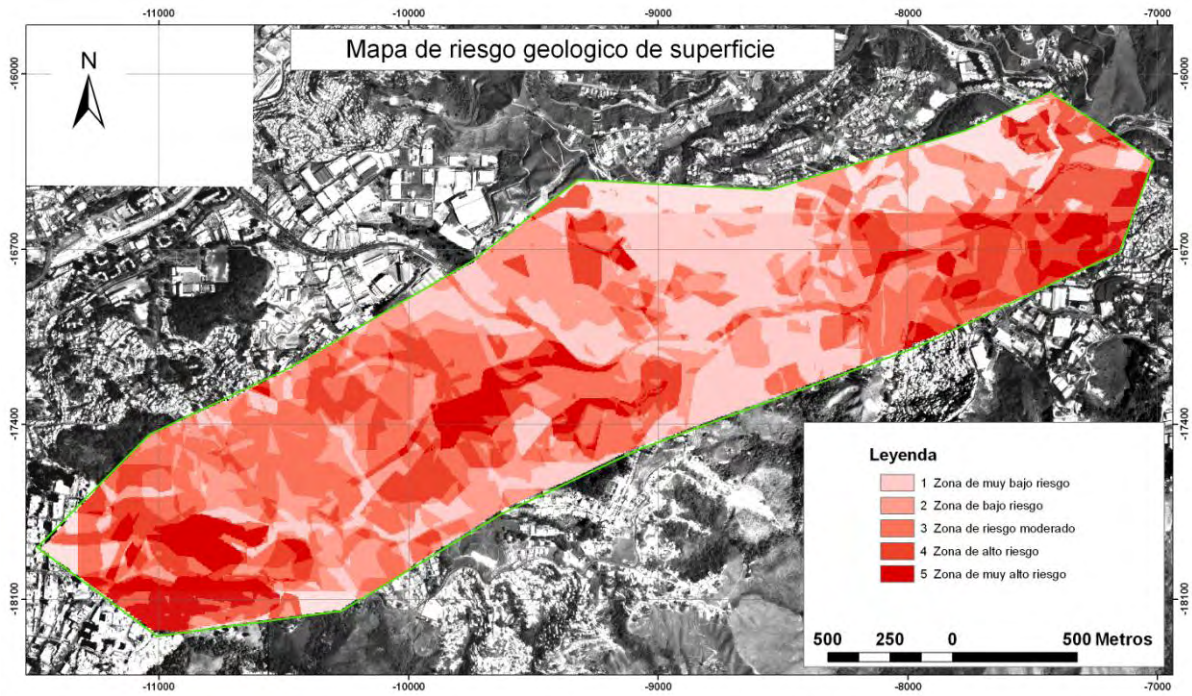 -11000 -10000 -9000 -8000 -7000
Mapa de riesgo geologico de superficie
N
-16000 -16000
-16700 -16700
-17400 -17400
Leyenda
1 Zona de muy bajo riesgo
2 Zona de bajo riesgo
3 Zona de riesgo moderado
4 Zona de alto riesgo
5 Zona de muy alto riesgo
-18100 -18100
500 250 0 500 Metros
-11000 -10000 -9000 -8000 -7000